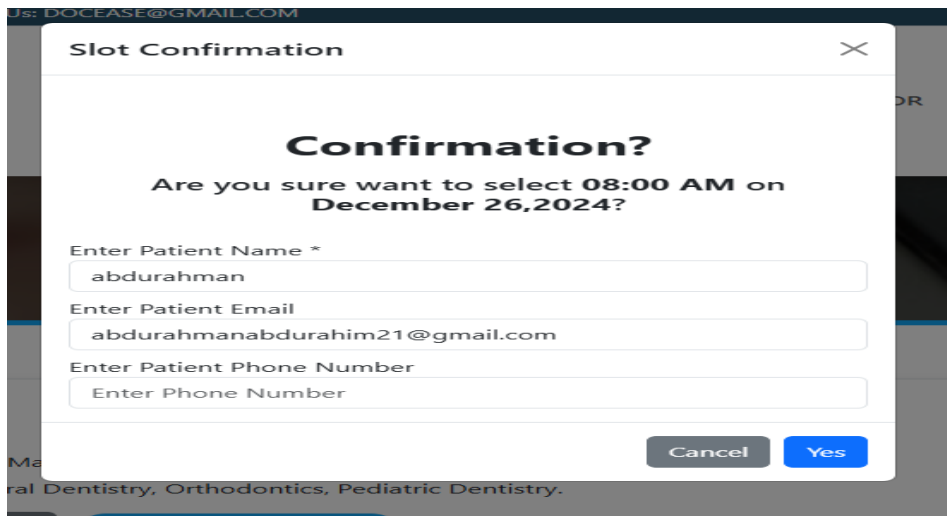 Us: DOCEASE@GMAIL.COM
Slot Confirmation
OR
Confirmation?
Are you sure want to select 08:00 AM on
December 26,2024?
Enter Patient Name *
abdurahman
Enter Patient Email
abdurahmanabdurahim21@gmail.com
Enter Patient Phone Number
Enter Phone Number
Cancel Yes
Ma
ral Dentistry, Orthodontics, Pediatric Dentistry.